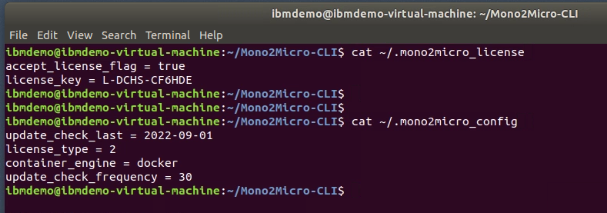 ibmdemo@ibmdemo-virtual-machine: ~/Mono2Micro-CLI
File Edit View Search Terminal Help
ibmdemo@ibmdemo-virtual-machine:~/Mono2Micro-CLI$ cat ~/.mono2micro_license
accept_license_flag = true
license_key = L-DCHS-CF6HDE
ibmdemo@ibmdemo-virtual-machine:~/Mono2Micro-CLI$
ibmdemo@ibmdemo-virtual-machine:~/Mono2Micro-CLI$
ibmdemo@ibmdemo-virtual-machine:~/Mono2Micro-CLI$ cat ~/.mono2micro_config
update_check_last = 2022-09-01
license_type = 2
container_engine = docker
update_check_frequency = 30
ibmdemo@ibmdemo-virtual-machine:~/Mono2Micro-CLI$